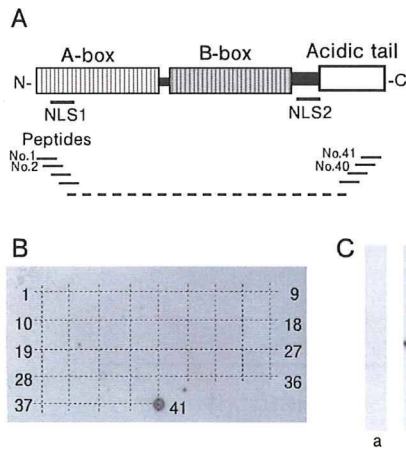 A
A-box B-box Acidic tail
N- -C
NLS1 NLS2
Peptides
No.1 No.41
No.2 No.40
B C
1 9
10 18
19 27
28 36
37 41
a